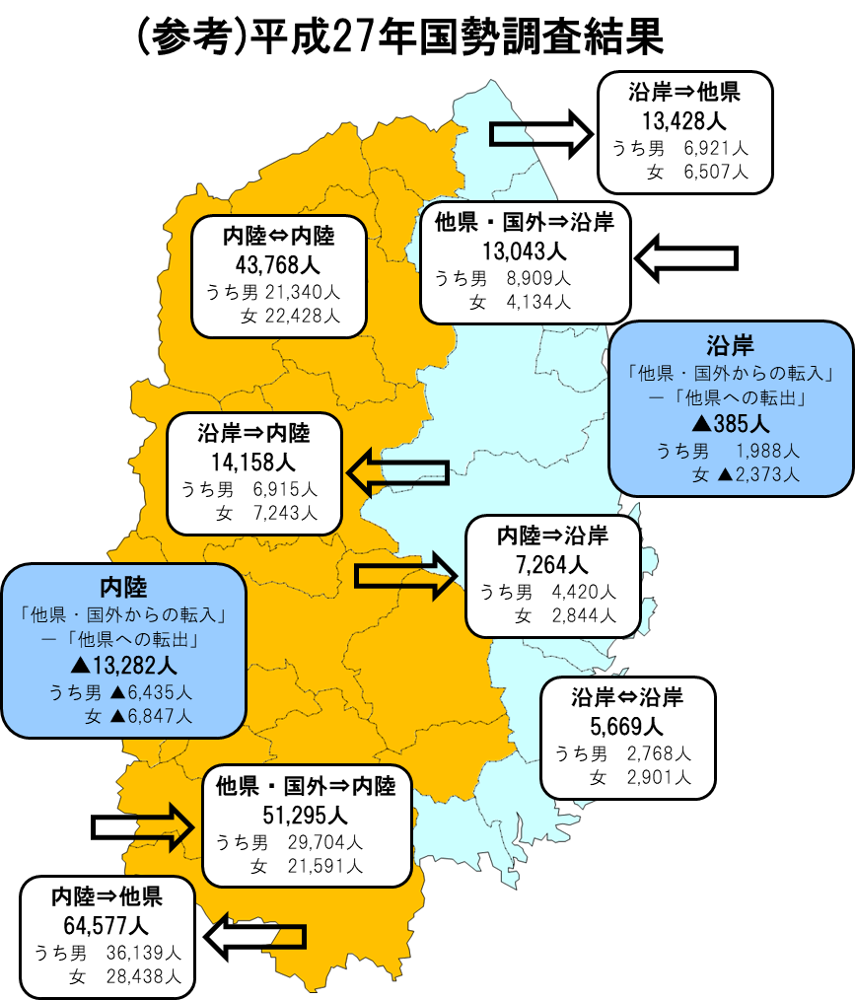 (参考)平成27年国勢調査結果
沿岸⇒他県
13,428人
うち男 6,921人
女 6,507人
他県・国外⇒沿岸
13,043人
うち男 8,909人
女 4,134人
内陸⇔内陸
43,768人
うち男 21,340人
女 22,428人
沿岸
「他県・国外からの転入」
－「他県への転出」
▲385人
うち男 1,988人
女 ▲2,373人
沿岸⇒内陸
14,158人
うち男 6,915人
女 7,243人
内陸⇒沿岸
7,264人
うち男 4,420人
女 2,844人
内陸
「他県・国外からの転入」
－「他県への転出」
▲13,282人
うち男 ▲6,435人
女 ▲6,847人
沿岸⇔沿岸
5,669人
うち男 2,768人
女 2,901人
他県・国外⇒内陸
51,295人
うち男 29,704人
女 21,591人
内陸⇒他県
64,577人
うち男 36,139人
女 28,438人